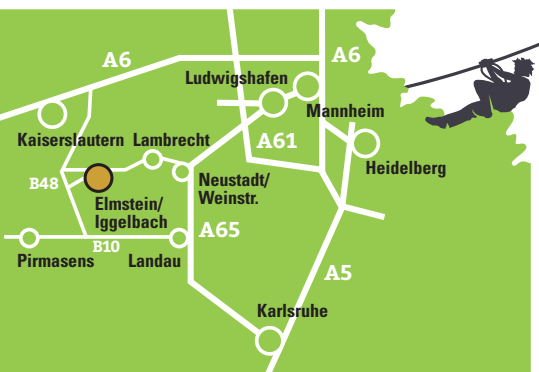 A6
A6
Ludwigshafen
Mannheim
Kaiserslautern
Lambrecht
A61
Heidelberg
B48
Neustadt/
Weinstr.
Elmstein/
Iggelbach
A65
B10
Pirmasens
Landau
A5
Karlsruhe